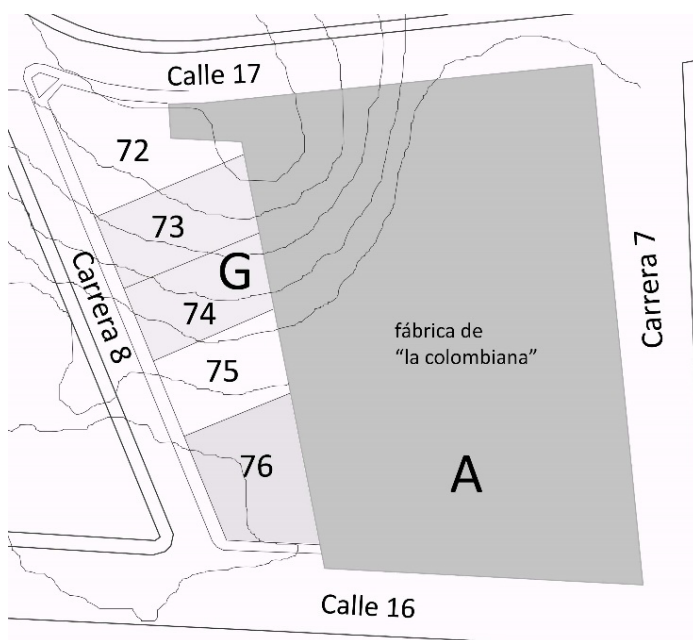 Calle 17
72
73
G
74
Carrera 8
75
76
fábrica de
“la colombiana”
A
Carrera 7
Calle 16